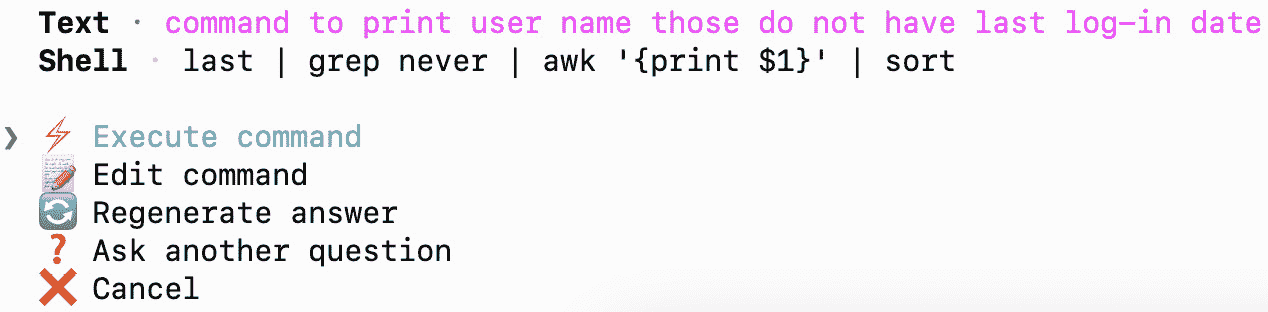 Text · command to print user name those do not have last log-in date
Shell · last | grep never | awk '{print $1}' | sort
❯ ⚡ Execute command
📝 Edit command
🔄 Regenerate answer
❓ Ask another question
❌ Cancel